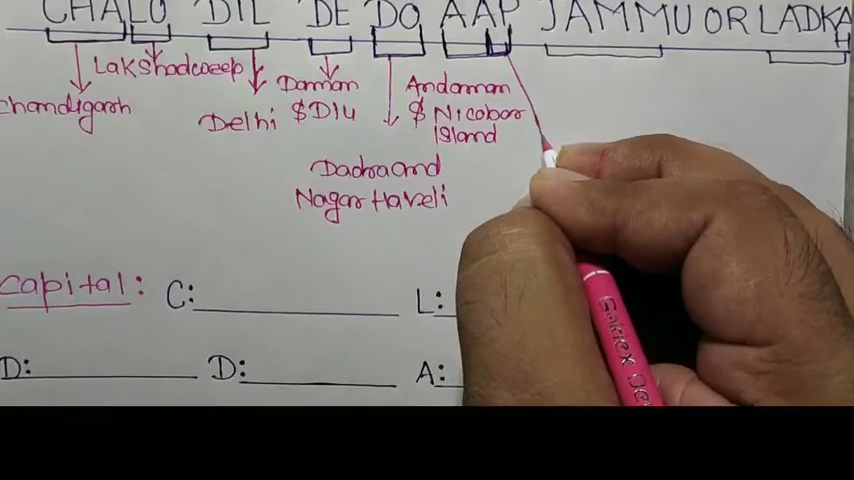 CHALO DIL DE DO AAP JAMMU OR LADKA
Lakshadweep
Chandigarh
Delhi
Daman
$ DIU
Andaman
$ Nicobar
Island
Dadra and
Nagar Haveli
Capital: C: L:
D: D: A: